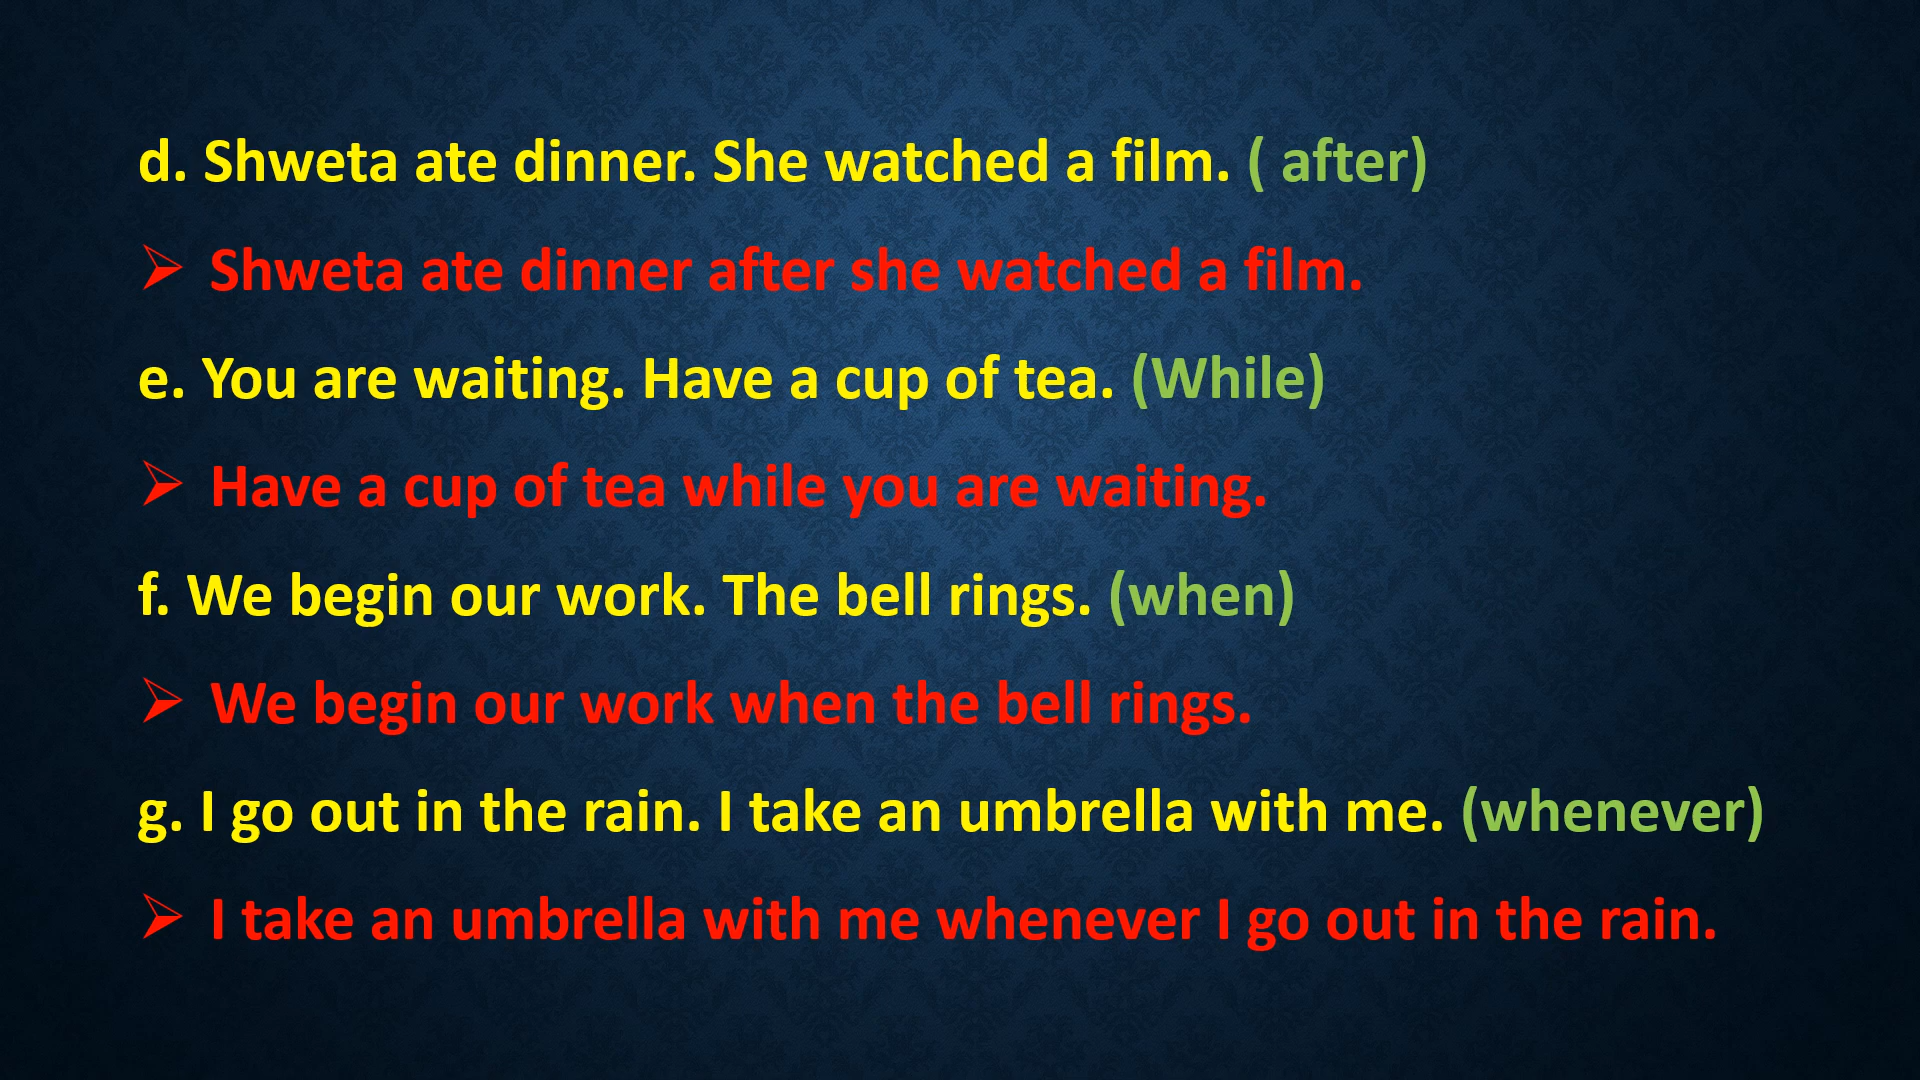 d. Shweta ate dinner. She watched a film. ( after)
➢ Shweta ate dinner after she watched a film.
e. You are waiting. Have a cup of tea. (While)
➢ Have a cup of tea while you are waiting.
f. We begin our work. The bell rings. (when)
➢ We begin our work when the bell rings.
g. I go out in the rain. I take an umbrella with me. (whenever)
➢ I take an umbrella with me whenever I go out in the rain.